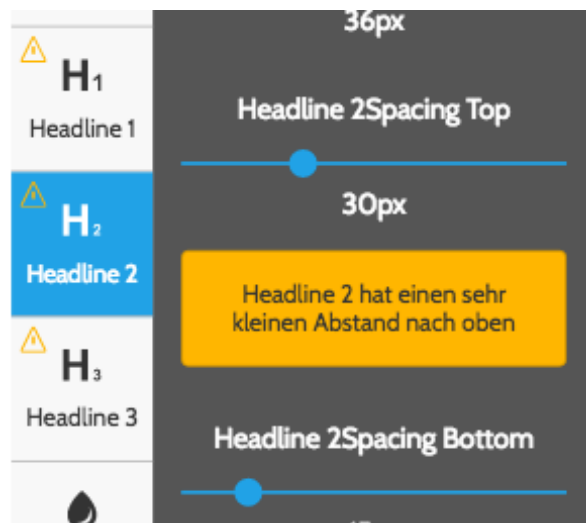 H1
Headline 1
H2
Headline 2
H3
Headline 3
36px
Headline 2Spacing Top
30px
Headline 2 hat einen sehr
kleinen Abstand nach oben
Headline 2Spacing Bottom